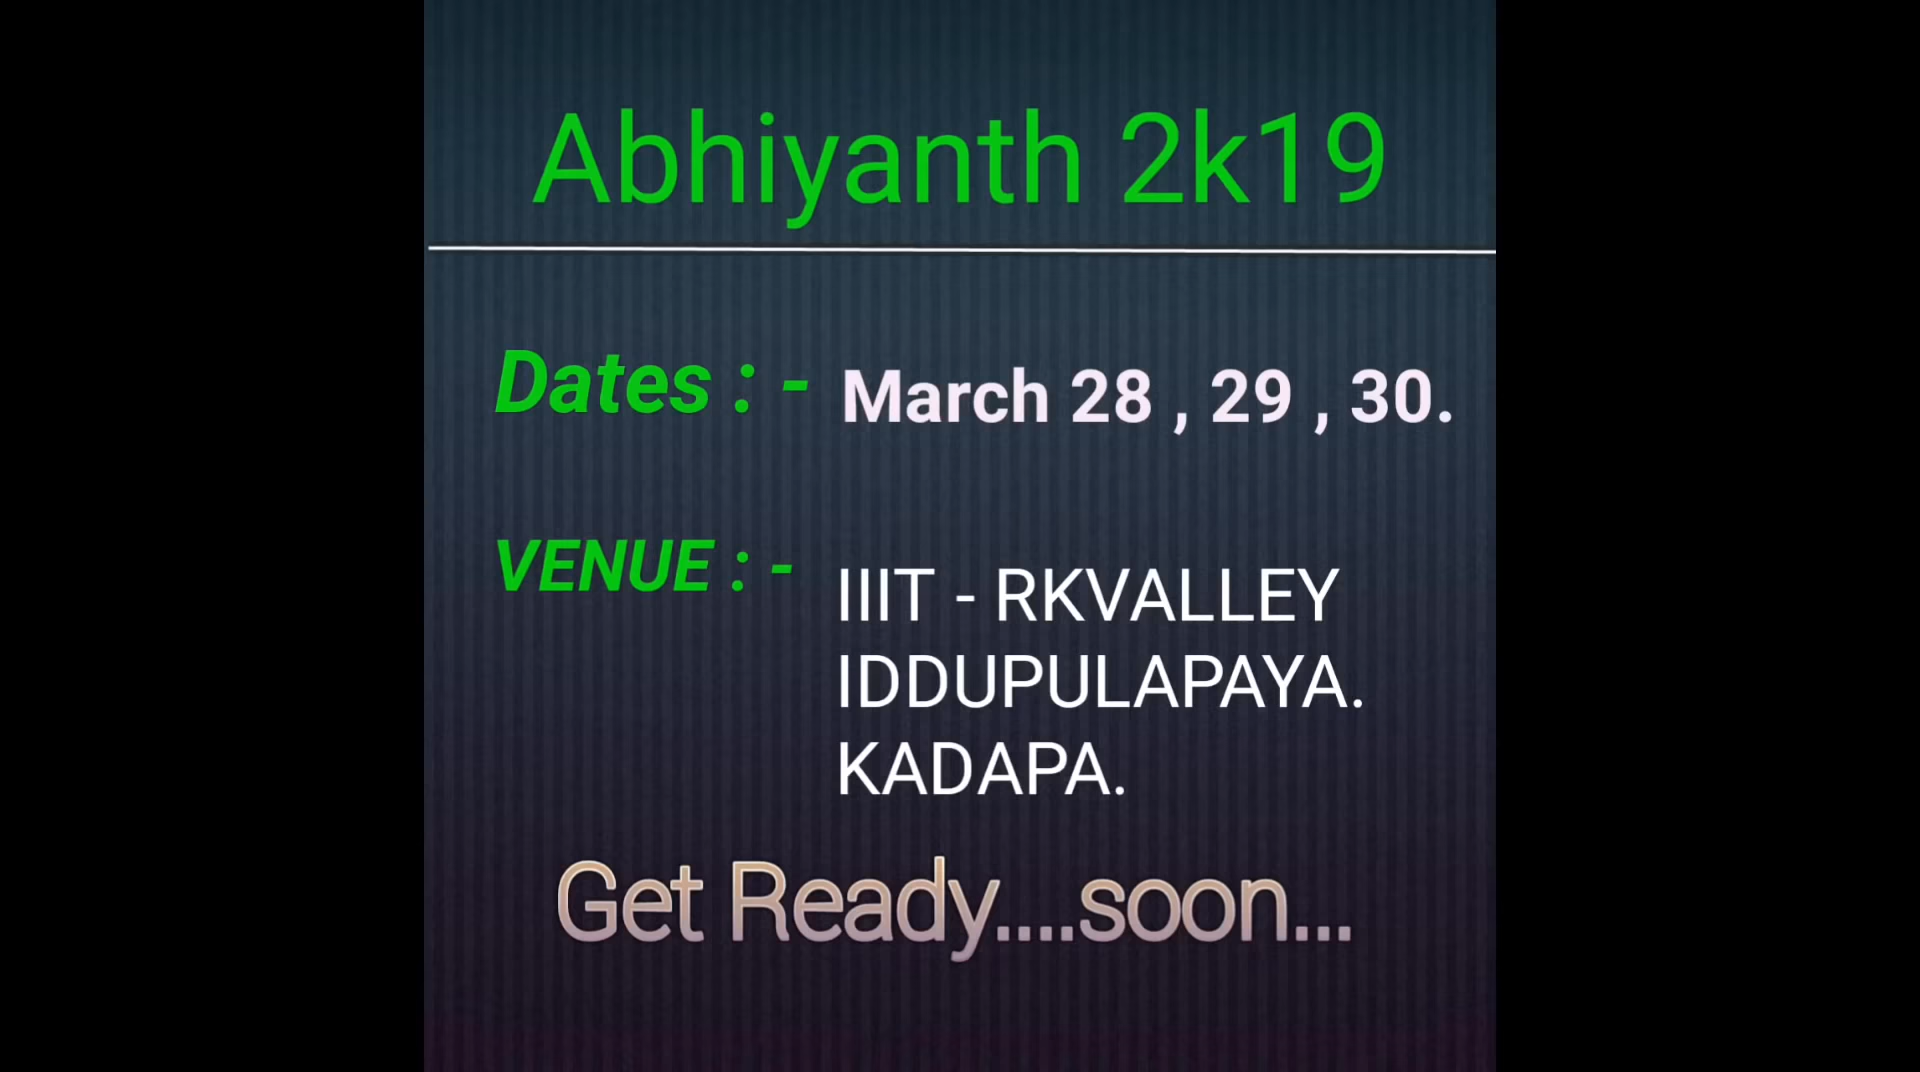 Abhiyanth 2k19
Dates : - March 28 , 29 , 30.
VENUE : - IIIT - RKVALLEY
IDDUPULAPAYA.
KADAPA.
Get Ready....soon...